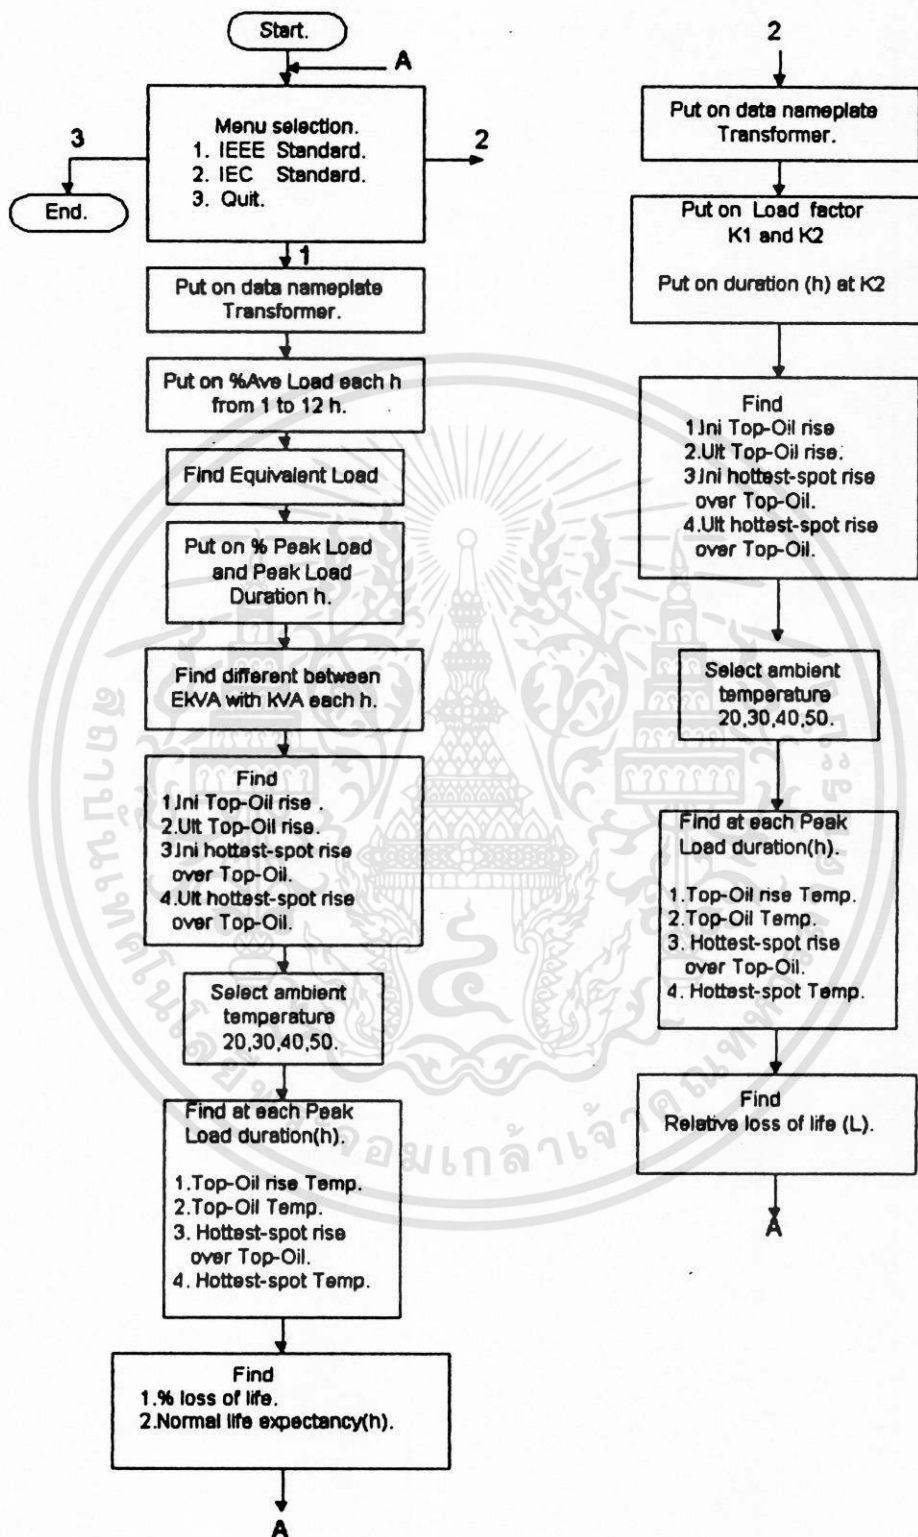 Start.
A
Menu selection.
1. IEEE Standard.
2. IEC Standard.
3. Quit.
3
2
End.
1
Put on data nameplate
Transformer.
Put on %Ave Load each h
from 1 to 12 h.
Find Equivalent Load
Put on % Peak Load
and Peak Load
Duration h.
Find different between
EKVA with KVA each h.
Find
1.Ini Top-Oil rise .
2.Ult Top-Oil rise.
3.Ini hottest-spot rise
over Top-Oil.
4.Ult hottest-spot rise
over Top-Oil.
Select ambient
temperature
20,30,40,50.
Find at each Peak
Load duration(h).
1.Top-Oil rise Temp.
2.Top-Oil Temp.
3. Hottest-spot rise
over Top-Oil.
4. Hottest-spot Temp.
Find
1.% loss of life.
2.Normal life expectancy(h).
A
2
Put on data nameplate
Transformer.
Put on Load factor
K1 and K2
Put on duration (h) at K2
Find
1.Ini Top-Oil rise
2.Ult Top-Oil rise.
3.Ini hottest-spot rise
over Top-Oil.
4.Ult hottest-spot rise
over Top-Oil.
Select ambient
temperature
20,30,40,50.
Find at each Peak
Load duration(h).
1.Top-Oil rise Temp.
2.Top-Oil Temp.
3. Hottest-spot rise
over Top-Oil.
4. Hottest-spot Temp.
Find
Relative loss of life (L).
A